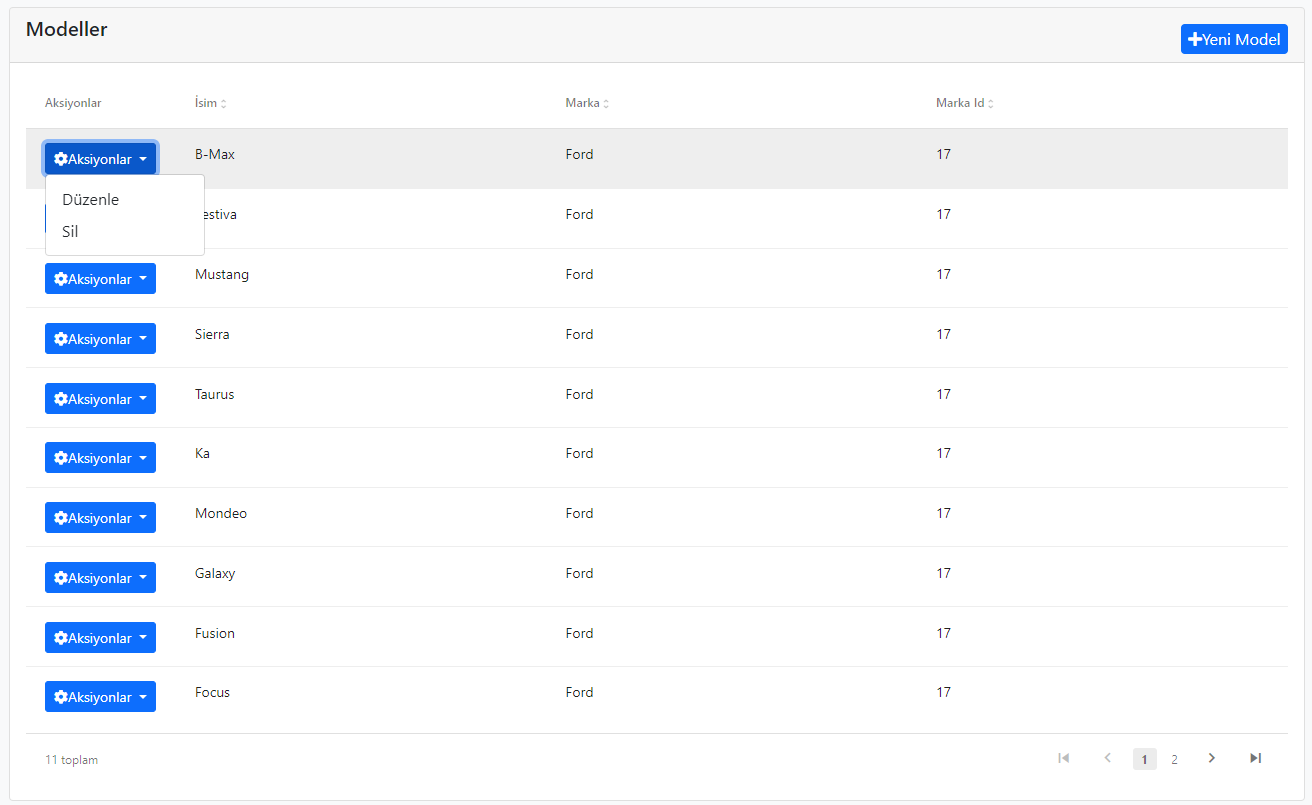 Modeller
Yeni Model
Aksiyonlar İsim Marka Marka Id
Aksiyonlar B-Max Ford 17
Düzenle
estiva Ford 17
Sil
Aksiyonlar Mustang Ford 17
Aksiyonlar Sierra Ford 17
Aksiyonlar Taurus Ford 17
Aksiyonlar Ka Ford 17
Aksiyonlar Mondeo Ford 17
Aksiyonlar Galaxy Ford 17
Aksiyonlar Fusion Ford 17
Aksiyonlar Focus Ford 17
11 toplam 1 2